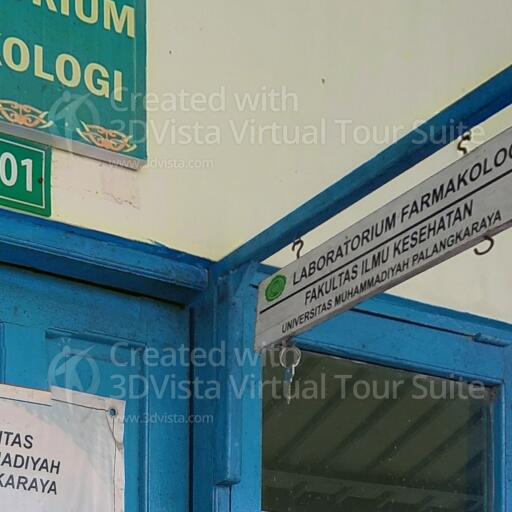 RIUM
KOLOGI
01
LABORATORIUM FARMAKOLOG
FAKULTAS ILMU KESEHATAN
UNIVERSITAS MUHAMMADIYAH PALANGKARAYA
ITAS
ADIYAH
KARAYA
Created with
3DVista Virtual Tour Suite
www.3dvista.com
Created with
3DVista Virtual Tour Suite
www.3dvista.com